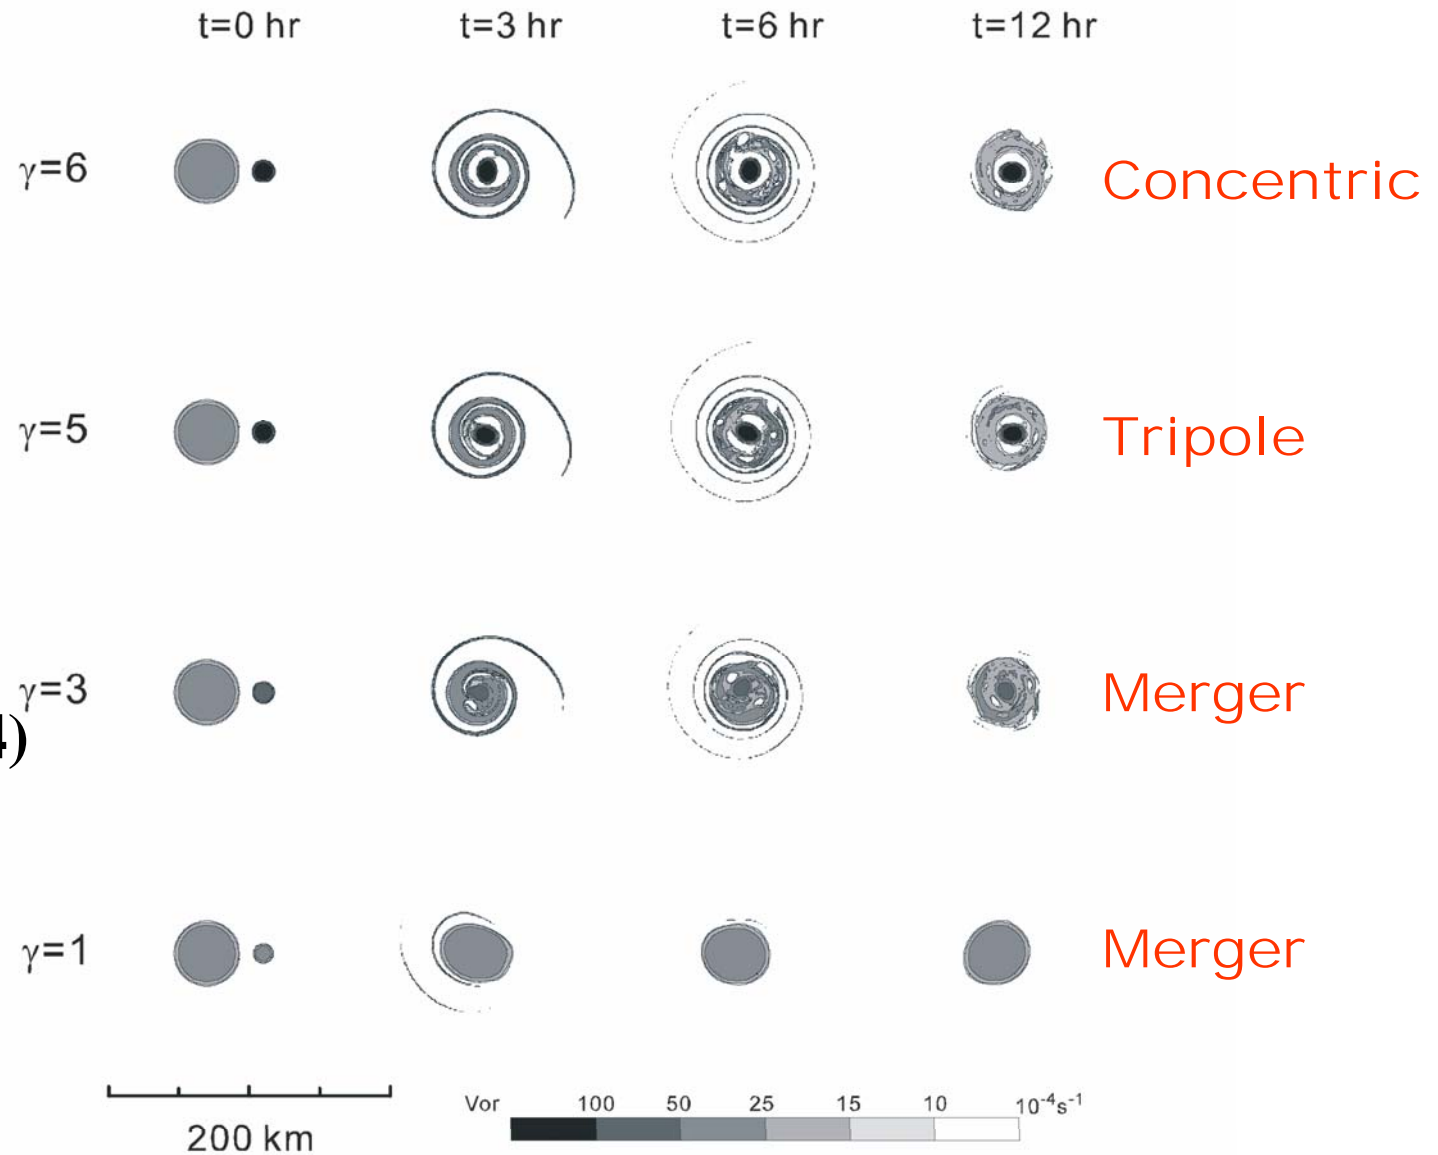 t=0 hr t=3 hr t=6 hr t=12 hr
γ=6 Concentric
γ=5 Tripole
γ=3 Merger
4)
γ=1 Merger
200 km
Vor 100 50 25 15 10 10⁻⁴s⁻¹